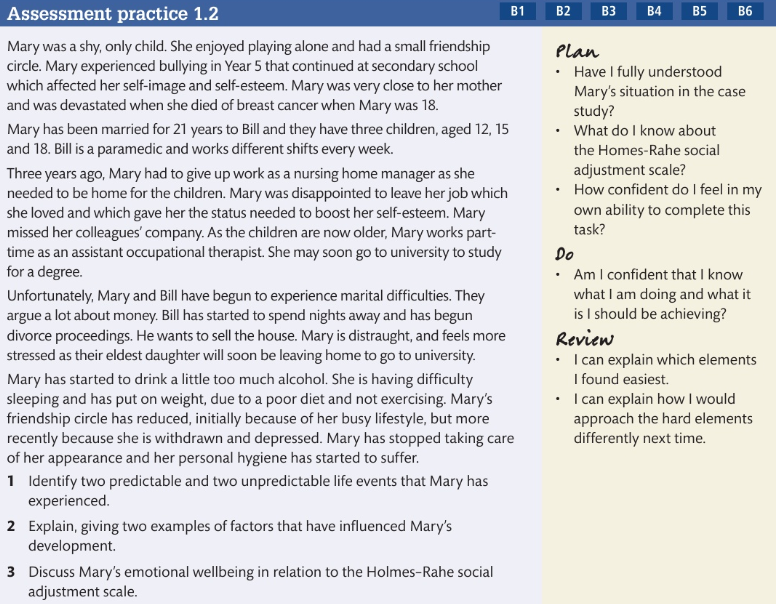 Assessment practice 1.2
B1 B2 B3 B4 B5 B6
Mary was a shy, only child. She enjoyed playing alone and had a small friendship
circle. Mary experienced bullying in Year 5 that continued at secondary school
which affected her self-image and self-esteem. Mary was very close to her mother
and was devastated when she died of breast cancer when Mary was 18.
Mary has been married for 21 years to Bill and they have three children, aged 12, 15
and 18. Bill is a paramedic and works different shifts every week.
Three years ago, Mary had to give up work as a nursing home manager as she
needed to be home for the children. Mary was disappointed to leave her job which
she loved and which gave her the status needed to boost her self-esteem. Mary
missed her colleagues' company. As the children are now older, Mary works part-
time as an assistant occupational therapist. She may soon go to university to study
for a degree.
Unfortunately, Mary and Bill have begun to experience marital difficulties. They
argue a lot about money. Bill has started to spend nights away and has begun
divorce proceedings. He wants to sell the house. Mary is distraught, and feels more
stressed as their eldest daughter will soon be leaving home to go to university.
Mary has started to drink a little too much alcohol. She is having difficulty
sleeping and has put on weight, due to a poor diet and not exercising. Mary's
friendship circle has reduced, initially because of her busy lifestyle, but more
recently because she is withdrawn and depressed. Mary has stopped taking care
of her appearance and her personal hygiene has started to suffer.
1 Identify two predictable and two unpredictable life events that Mary has
experienced.
2 Explain, giving two examples of factors that have influenced Mary's
development.
3 Discuss Mary's emotional wellbeing in relation to the Holmes–Rahe social
adjustment scale.
Plan
• Have I fully understood
Mary's situation in the case
study?
• What do I know about
the Homes-Rahe social
adjustment scale?
• How confident do I feel in my
own ability to complete this
task?
Do
• Am I confident that I know
what I am doing and what it
is I should be achieving?
Review
• I can explain which elements
I found easiest.
• I can explain how I would
approach the hard elements
differently next time.